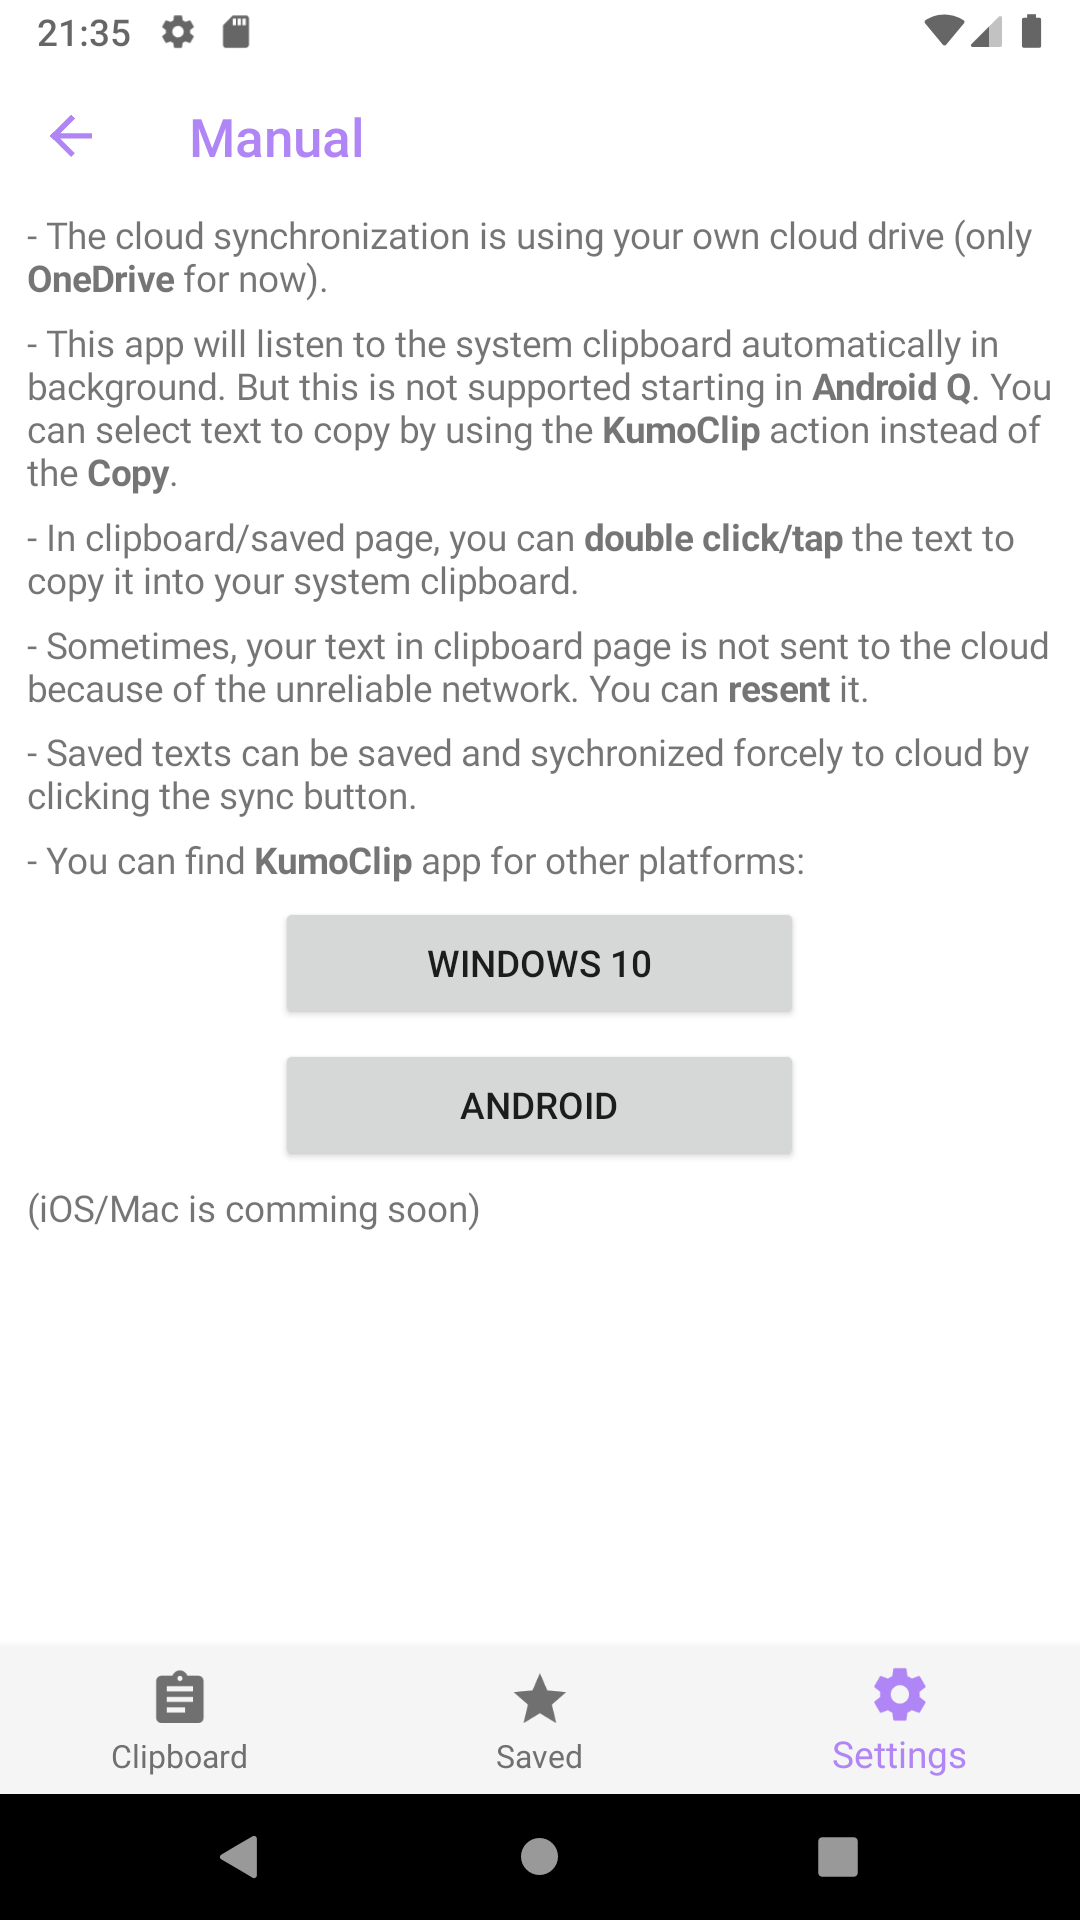 21:35
Manual
- The cloud synchronization is using your own cloud drive (only
OneDrive for now).
- This app will listen to the system clipboard automatically in
background. But this is not supported starting in Android Q. You
can select text to copy by using the KumoClip action instead of
the Copy.
- In clipboard/saved page, you can double click/tap the text to
copy it into your system clipboard.
- Sometimes, your text in clipboard page is not sent to the cloud
because of the unreliable network. You can resent it.
- Saved texts can be saved and sychronized forcely to cloud by
clicking the sync button.
- You can find KumoClip app for other platforms:
WINDOWS 10
ANDROID
(iOS/Mac is comming soon)
Clipboard
Saved
Settings